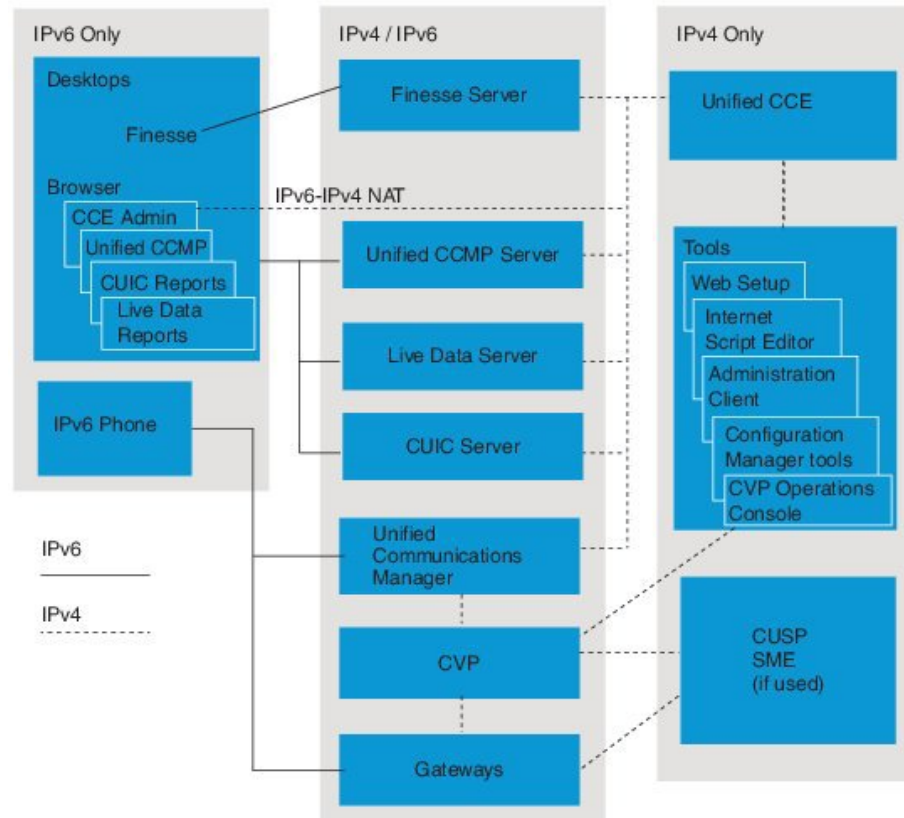 IPv6 Only
Desktops
Finesse
Browser
CCE Admin
Unified CCMP
CUIC Reports
Live Data
Reports
IPv6 Phone
IPv6
IPv4
IPv4 / IPv6
Finesse Server
IPv6-IPv4 NAT
Unified CCMP Server
Live Data Server
CUIC Server
Unified
Communications
Manager
CVP
Gateways
IPv4 Only
Unified CCE
Tools
Web Setup
Internet
Script Editor
Administration
Client
Configuration
Manager tools
CVP Operations
Console
CUSP
SME
(if used)